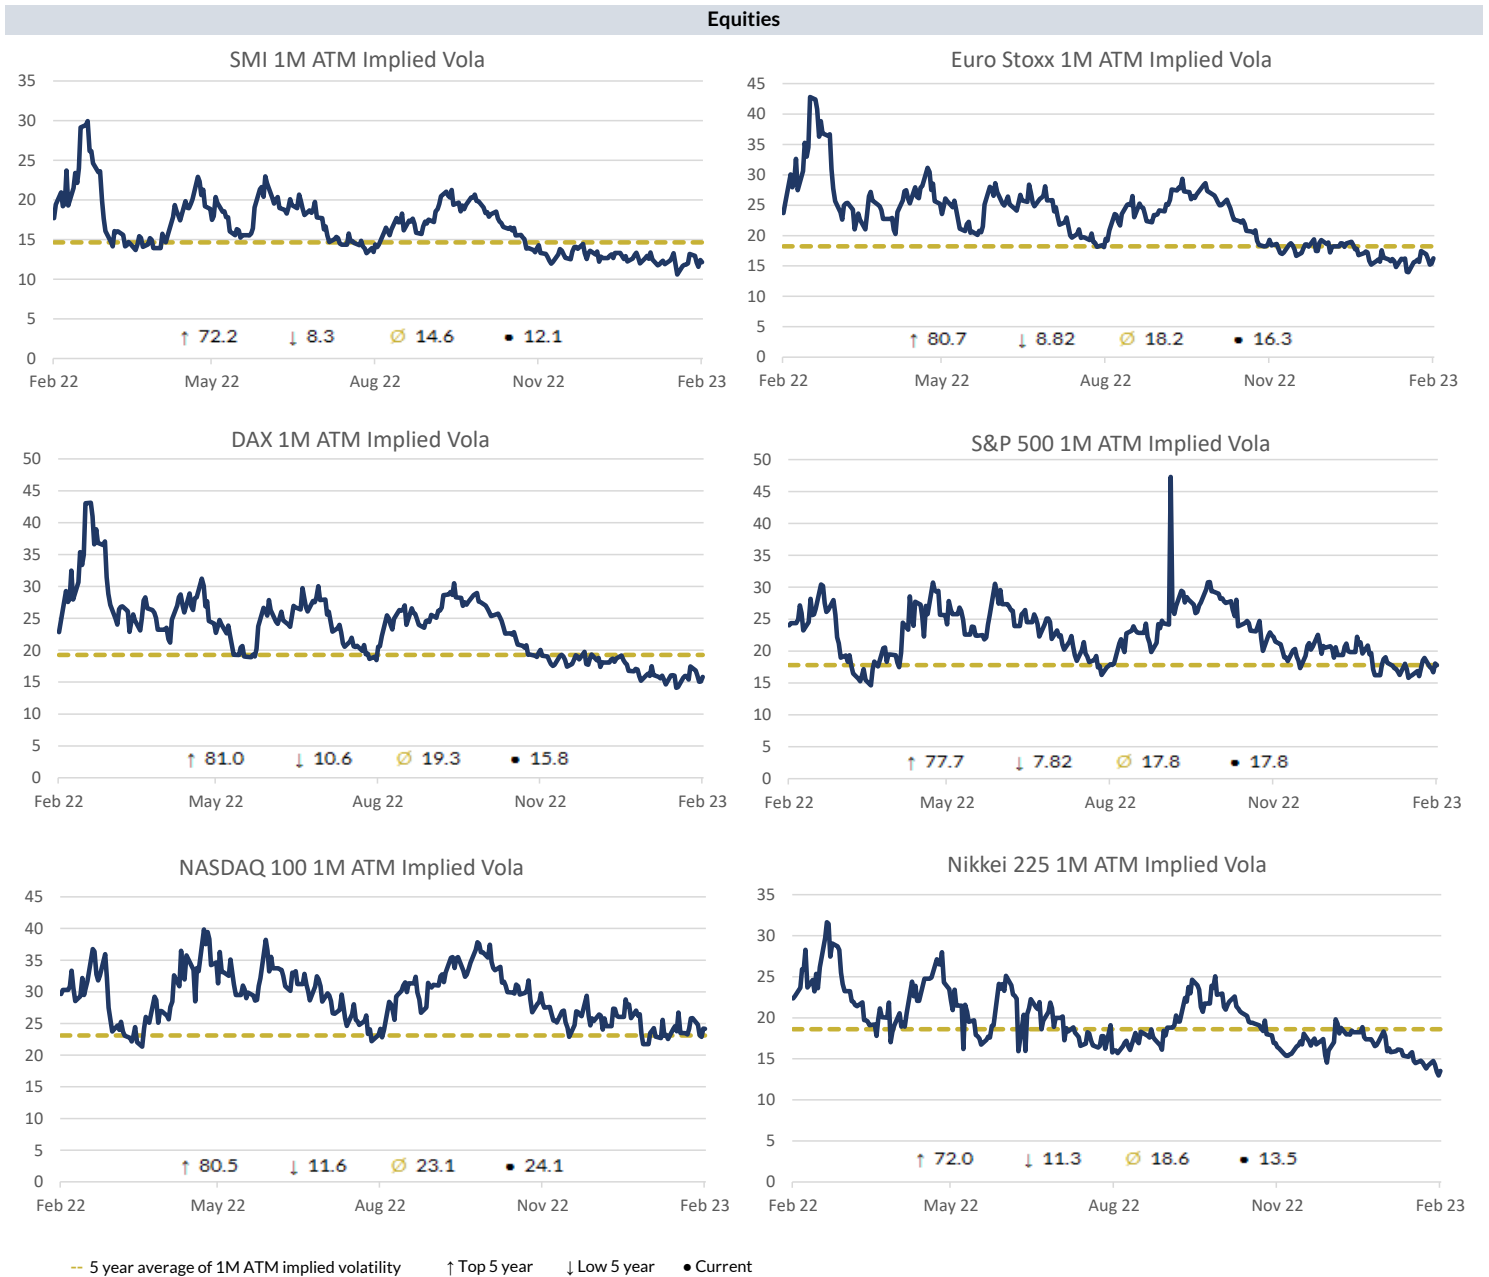 Equities
SMI 1M ATM Implied Vola
35
30
25
20
15
10
5
0
↑ 72.2 ↓ 8.3 Ø 14.6 ● 12.1
Feb 22 May 22 Aug 22 Nov 22 Feb 23
Euro Stoxx 1M ATM Implied Vola
45
40
35
30
25
20
15
10
5
0
↑ 80.7 ↓ 8.82 Ø 18.2 ● 16.3
Feb 22 May 22 Aug 22 Nov 22 Feb 23
DAX 1M ATM Implied Vola
50
45
40
35
30
25
20
15
10
5
0
↑ 81.0 ↓ 10.6 Ø 19.3 ● 15.8
Feb 22 May 22 Aug 22 Nov 22 Feb 23
S&P 500 1M ATM Implied Vola
50
45
40
35
30
25
20
15
10
5
0
↑ 77.7 ↓ 7.82 Ø 17.8 ● 17.8
Feb 22 May 22 Aug 22 Nov 22 Feb 23
NASDAQ 100 1M ATM Implied Vola
45
40
35
30
25
20
15
10
5
0
↑ 80.5 ↓ 11.6 Ø 23.1 ● 24.1
Feb 22 May 22 Aug 22 Nov 22 Feb 23
Nikkei 225 1M ATM Implied Vola
35
30
25
20
15
10
5
0
↑ 72.0 ↓ 11.3 Ø 18.6 ● 13.5
Feb 22 May 22 Aug 22 Nov 22 Feb 23
-- 5 year average of 1M ATM implied volatility ↑ Top 5 year ↓ Low 5 year ● Current